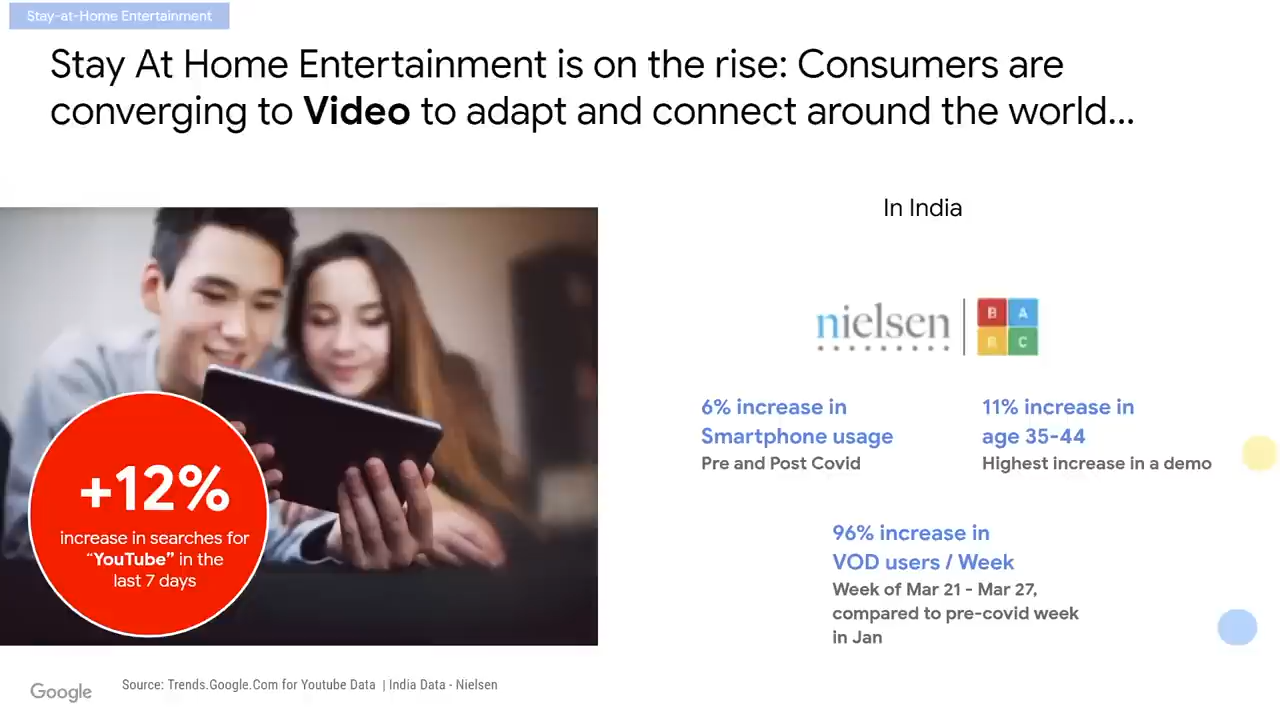 Stay-at-Home Entertainment
Stay At Home Entertainment is on the rise: Consumers are
converging to Video to adapt and connect around the world...
In India
nielsen
B A
R C
6% increase in
Smartphone usage
Pre and Post Covid
11% increase in
age 35-44
Highest increase in a demo
96% increase in
VOD users / Week
Week of Mar 21 - Mar 27,
compared to pre-covid week
in Jan
+12%
increase in searches for
“YouTube” in the
last 7 days
Google
Source: Trends.Google.Com for Youtube Data | India Data - Nielsen